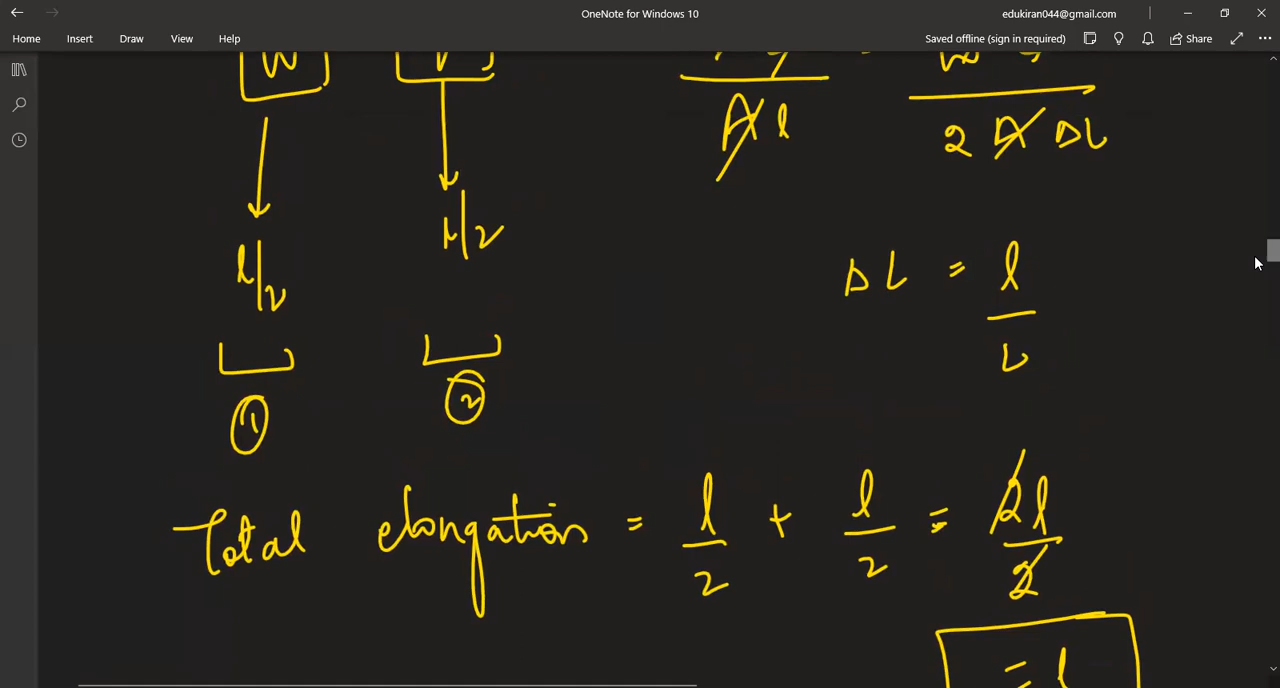 OneNote for Windows 10
edukiran044@gmail.com
Home Insert Draw View Help
Saved offline (sign in required)
Share
W
A l
2 A ΔL
l/2
l/2
ΔL = l
2
1
2
Total elongation = l/2 + l/2 = 2l/2
= l